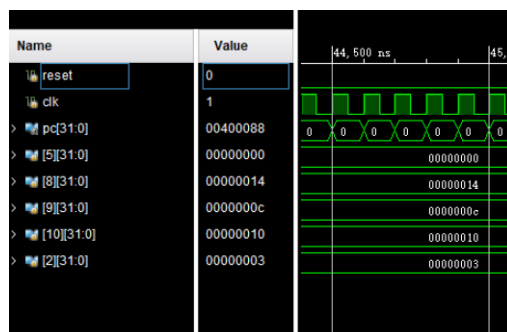 Name Value 44,500 ns 45,
reset 0
clk 1
> pc[31:0] 00400088 0 0 0 0 0 0 0
> [5][31:0] 00000000 00000000
> [8][31:0] 00000014 00000014
> [9][31:0] 0000000c 0000000c
> [10][31:0] 00000010 00000010
> [2][31:0] 00000003 00000003